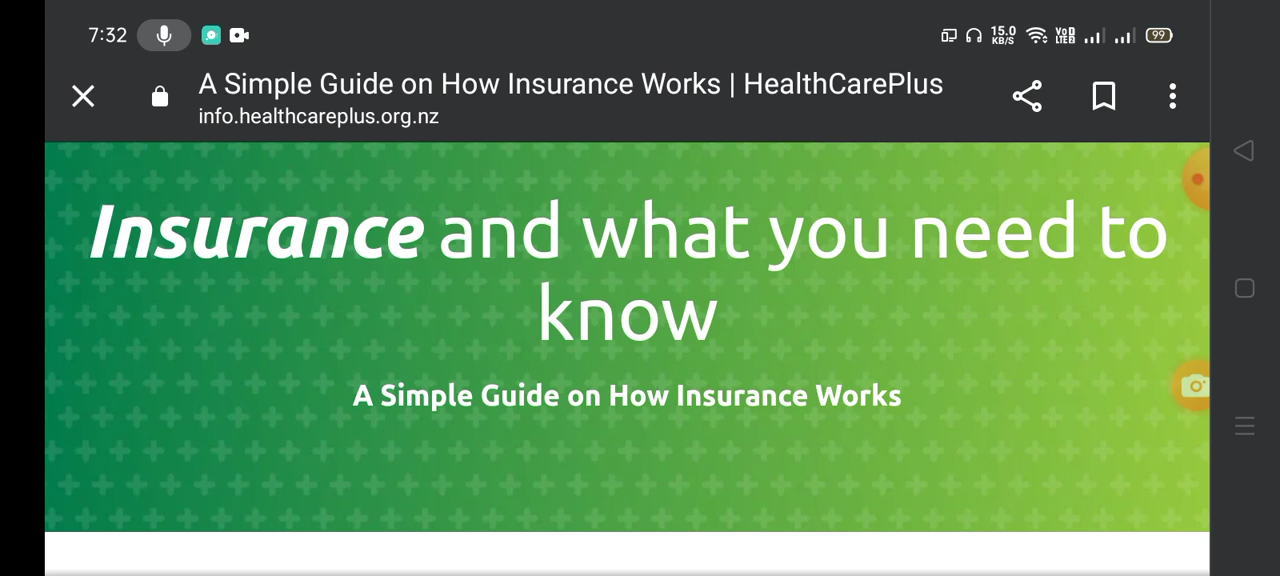 7:32
15.0
KB/S
VoD
LTE2
99
A Simple Guide on How Insurance Works | HealthCarePlus
info.healthcareplus.org.nz
Insurance and what you need to
know
A Simple Guide on How Insurance Works